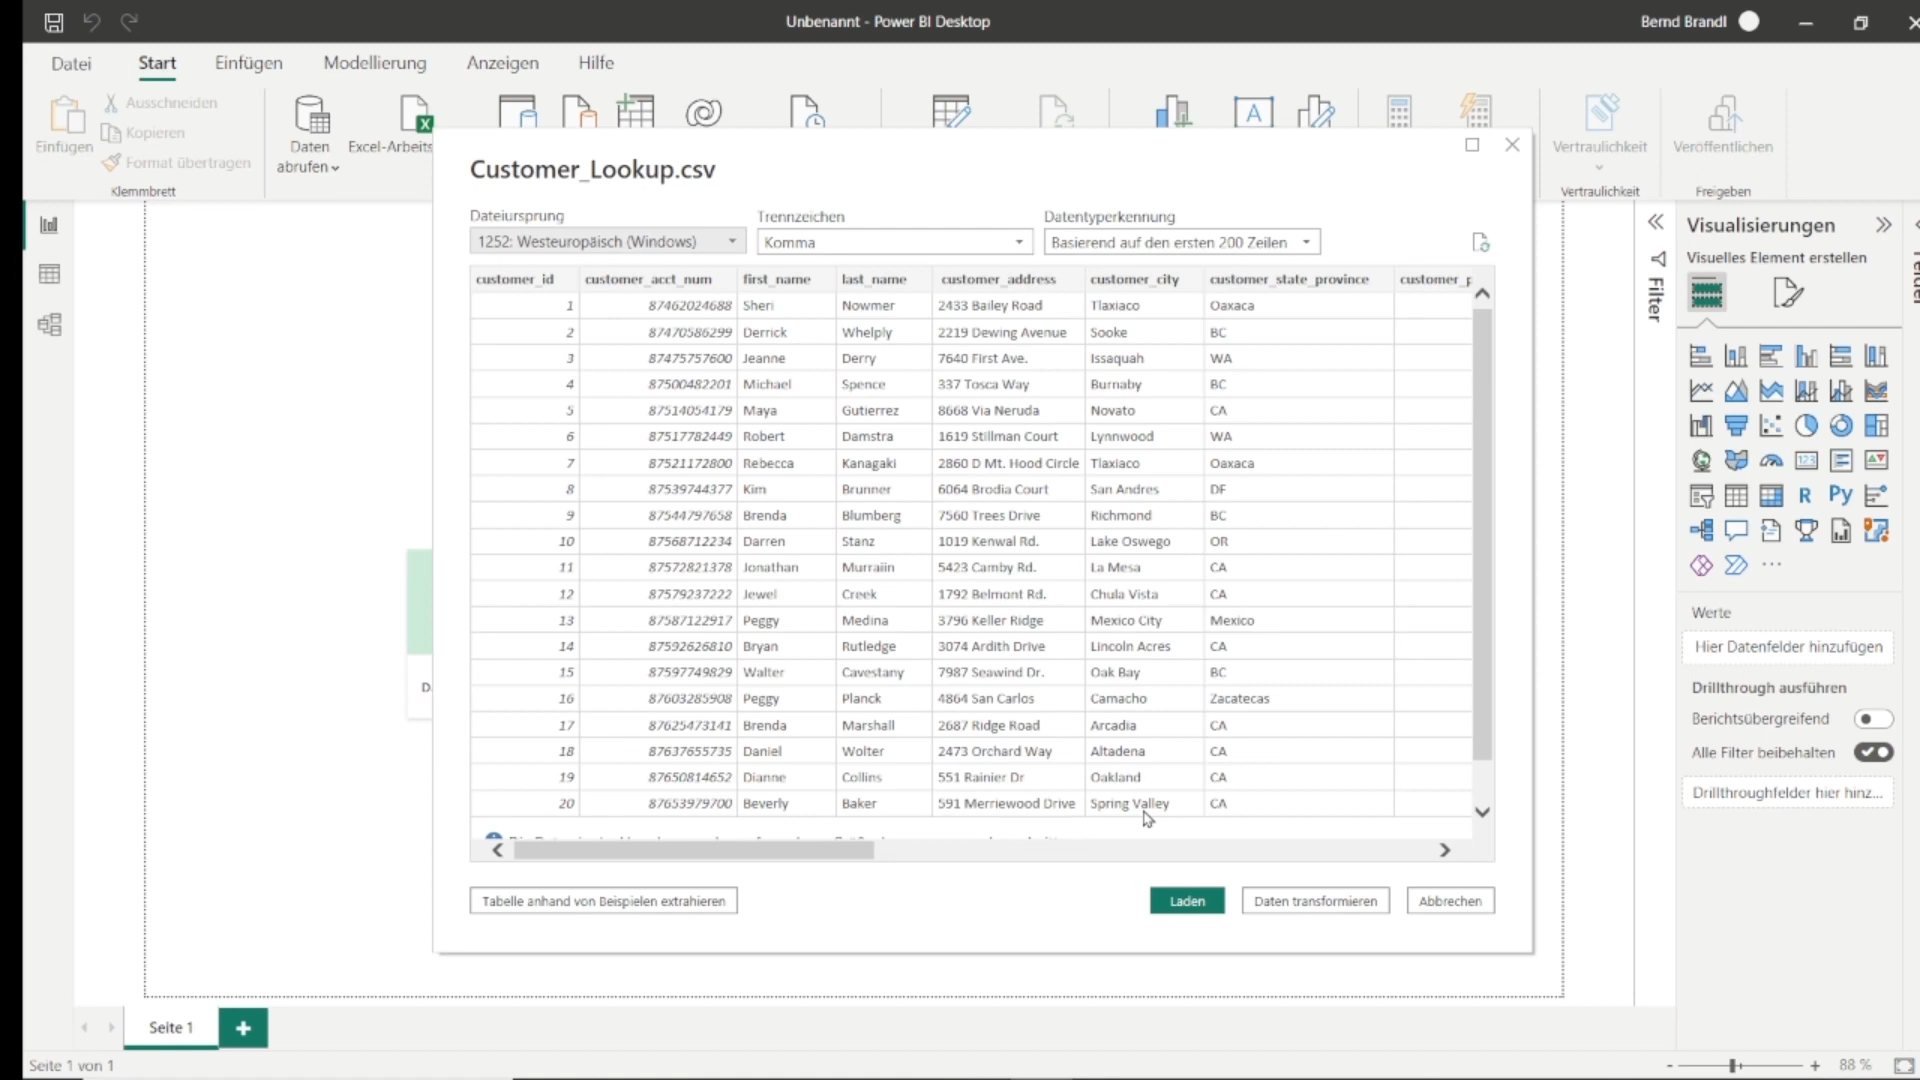 Unbenannt - Power BI Desktop
Bernd Brandl
Datei Start Einfügen Modellierung Anzeigen Hilfe
Einfügen
Ausschneiden
Kopieren
Format übertragen
Klemmbrett
Daten abrufen
Excel-Arbeits
Vertraulichkeit
Vertraulichkeit
Veröffentlichen
Freigeben
Customer_Lookup.csv
Dateiursprung Trennzeichen Datentyperkennung
1252: Westeuropäisch (Windows) Komma Basierend auf den ersten 200 Zeilen
customer_id customer_acct_num first_name last_name customer_address customer_city customer_state_province customer_p
1 87462024688 Sheri Nowmer 2433 Bailey Road Tlaxiaco Oaxaca
2 87470586299 Derrick Whelply 2219 Dewing Avenue Sooke BC
3 87475757600 Jeanne Derry 7640 First Ave. Issaquah WA
4 87500482201 Michael Spence 337 Tosca Way Burnaby BC
5 87514054179 Maya Gutierrez 8668 Via Neruda Novato CA
6 87517782449 Robert Damstra 1619 Stillman Court Lynnwood WA
7 87521172800 Rebecca Kanagaki 2860 D Mt. Hood Circle Tlaxiaco Oaxaca
8 87539744377 Kim Brunner 6064 Brodia Court San Andres DF
9 87544797658 Brenda Blumberg 7560 Trees Drive Richmond BC
10 87568712234 Darren Stanz 1019 Kenwal Rd. Lake Oswego OR
11 87572821378 Jonathan Murraiin 5423 Camby Rd. La Mesa CA
12 87579237222 Jewel Creek 1792 Belmont Rd. Chula Vista CA
13 87587122917 Peggy Medina 3796 Keller Ridge Mexico City Mexico
14 87592626810 Bryan Rutledge 3074 Ardith Drive Lincoln Acres CA
15 87597749829 Walter Cavestany 7987 Seawind Dr. Oak Bay BC
16 87603285908 Peggy Planck 4864 San Carlos Camacho Zacatecas
17 87625473141 Brenda Marshall 2687 Ridge Road Arcadia CA
18 87637655735 Daniel Wolter 2473 Orchard Way Altadena CA
19 87650814652 Dianne Collins 551 Rainier Dr Oakland CA
20 87653979700 Beverly Baker 591 Merriewood Drive Spring Valley CA
Tabelle anhand von Beispielen extrahieren Laden Daten transformieren Abbrechen
Filter
Visualisierungen
Visuelles Element erstellen
R Py
123
Werte
Hier Datenfelder hinzufügen
Drillthrough ausführen
Berichtsübergreifend
Alle Filter beibehalten
Drillthroughfelder hier hinz...
Seite 1
Seite 1 von 1
88 %